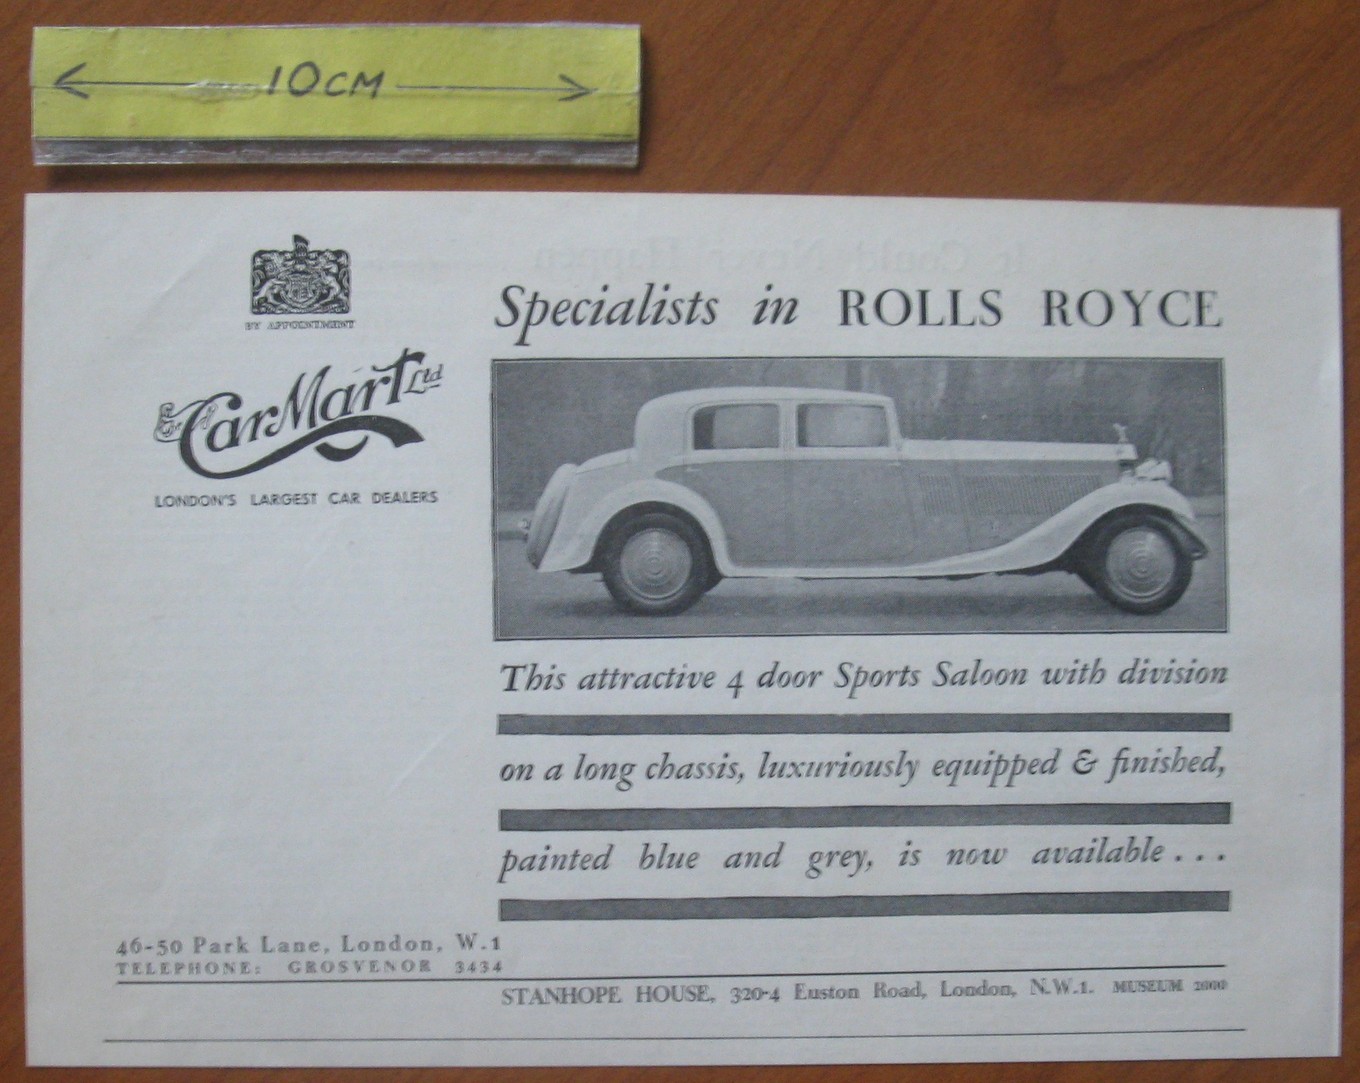 10CM
BY APPOINTMENT
Car Mart Ltd
LONDON'S LARGEST CAR DEALERS
Specialists in ROLLS ROYCE
This attractive 4 door Sports Saloon with division
on a long chassis, luxuriously equipped & finished,
painted blue and grey, is now available...
46-50 Park Lane, London, W.1
TELEPHONE: GROSVENOR 3434
STANHOPE HOUSE, 320-4 Euston Road, London, N.W.1. MUSEUM 2000